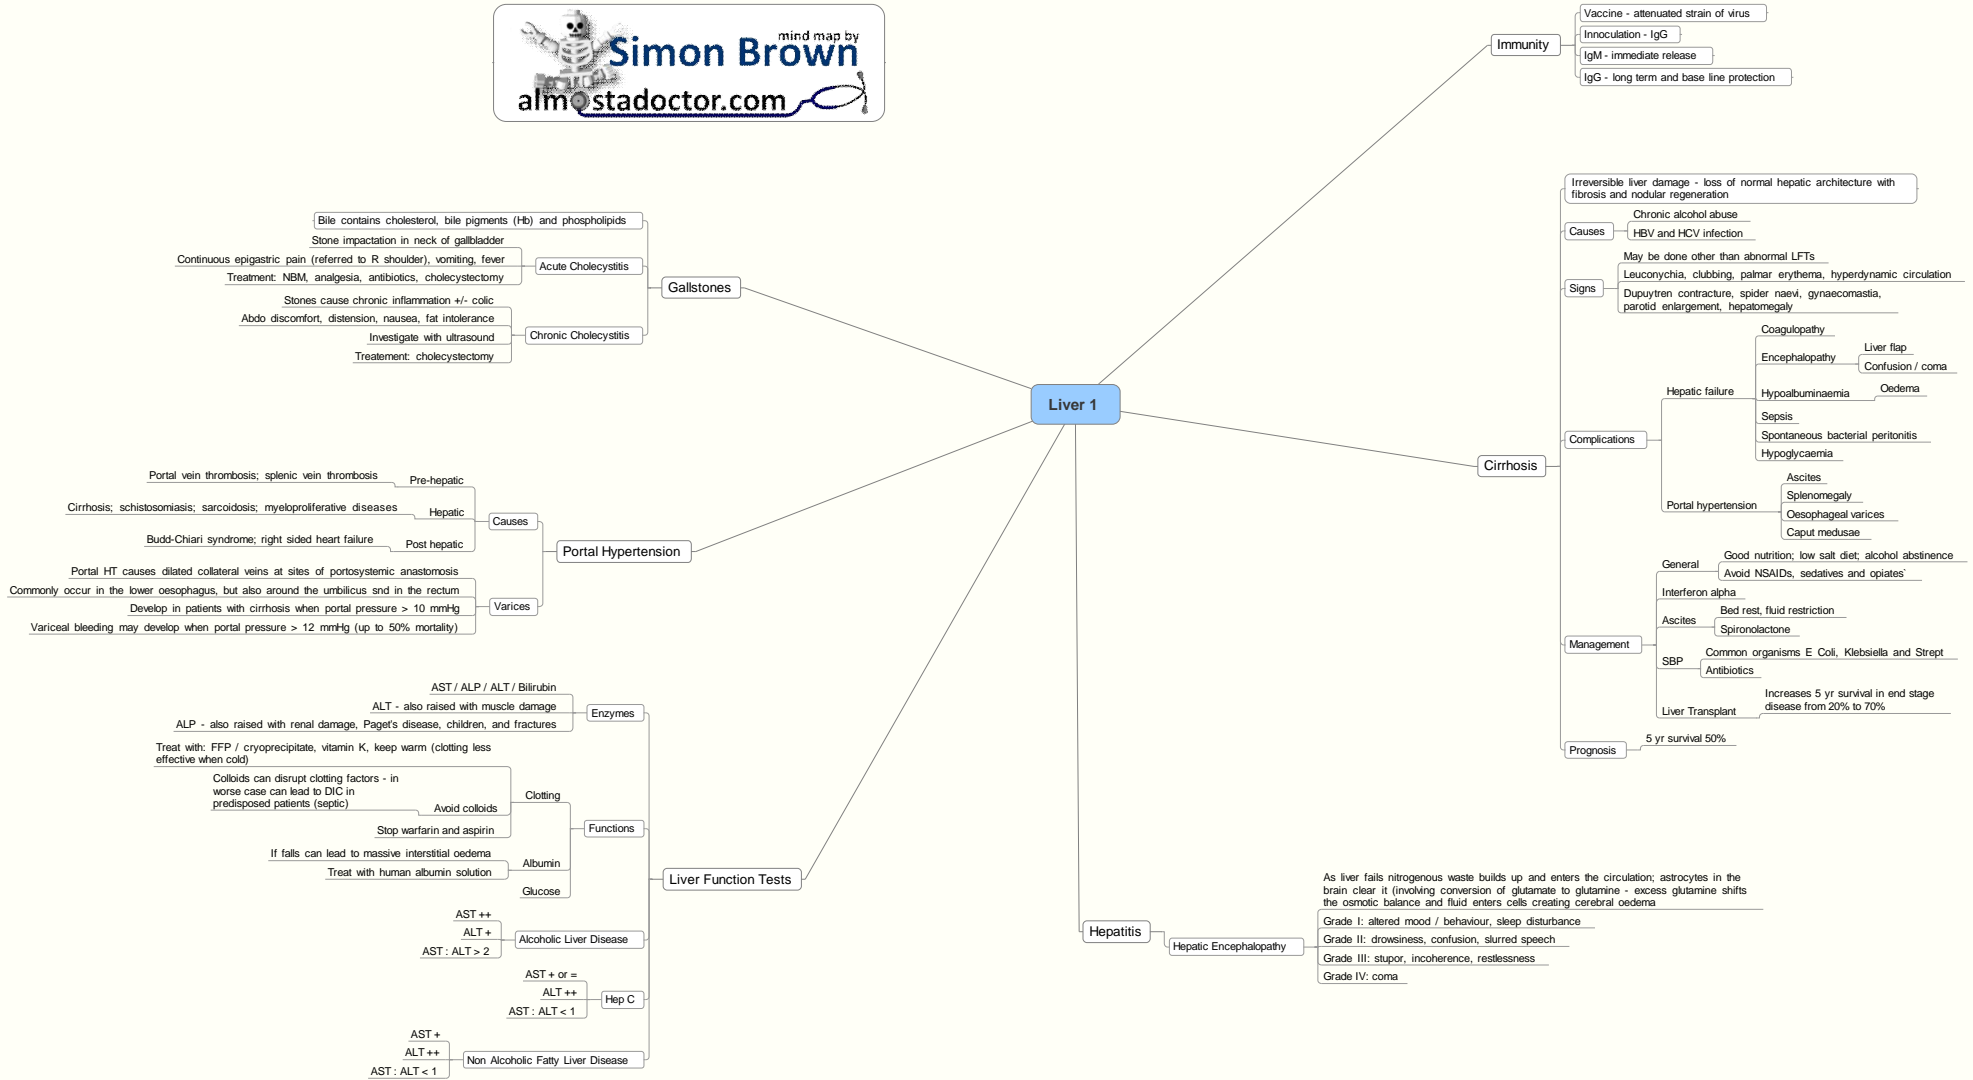 mind map by
Simon Brown
almostadoctor.com
Liver 1
Immunity
Vaccine - attenuated strain of virus
Innoculation - IgG
IgM - immediate release
IgG - long term and base line protection
Cirrhosis
Irreversible liver damage - loss of normal hepatic architecture with
fibrosis and nodular regeneration
Causes
Chronic alcohol abuse
HBV and HCV infection
Signs
May be done other than abnormal LFTs
Leuconychia, clubbing, palmar erythema, hyperdynamic circulation
Dupuytren contracture, spider naevi, gynaecomastia,
parotid enlargement, hepatomegaly
Complications
Hepatic failure
Coagulopathy
Encephalopathy
Liver flap
Confusion / coma
Hypoalbuminaemia
Oedema
Sepsis
Spontaneous bacterial peritonitis
Hypoglycaemia
Portal hypertension
Ascites
Splenomegaly
Oesophageal varices
Caput medusae
Management
General
Good nutrition; low salt diet; alcohol abstinence
Avoid NSAIDs, sedatives and opiates`
Interferon alpha
Ascites
Bed rest, fluid restriction
Spironolactone
SBP
Common organisms E Coli, Klebsiella and Strept
Antibiotics
Liver Transplant
Increases 5 yr survival in end stage
disease from 20% to 70%
Prognosis
5 yr survival 50%
Hepatitis
Hepatic Encephalopathy
As liver fails nitrogenous waste builds up and enters the circulation; astrocytes in the
brain clear it (involving conversion of glutamate to glutamine - excess glutamine shifts
the osmotic balance and fluid enters cells creating cerebral oedema
Grade I: altered mood / behaviour, sleep disturbance
Grade II: drowsiness, confusion, slurred speech
Grade III: stupor, incoherence, restlessness
Grade IV: coma
Gallstones
Bile contains cholesterol, bile pigments (Hb) and phospholipids
Acute Cholecystitis
Stone impactation in neck of gallbladder
Continuous epigastric pain (referred to R shoulder), vomiting, fever
Treatment: NBM, analgesia, antibiotics, cholecystectomy
Chronic Cholecystitis
Stones cause chronic inflammation +/- colic
Abdo discomfort, distension, nausea, fat intolerance
Investigate with ultrasound
Treatement: cholecystectomy
Portal Hypertension
Causes
Pre-hepatic
Portal vein thrombosis; splenic vein thrombosis
Hepatic
Cirrhosis; schistosomiasis; sarcoidosis; myeloproliferative diseases
Post hepatic
Budd-Chiari syndrome; right sided heart failure
Varices
Portal HT causes dilated collateral veins at sites of portosystemic anastomosis
Commonly occur in the lower oesophagus, but also around the umbilicus snd in the rectum
Develop in patients with cirrhosis when portal pressure > 10 mmHg
Variceal bleeding may develop when portal pressure > 12 mmHg (up to 50% mortality)
Liver Function Tests
Enzymes
AST / ALP / ALT / Bilirubin
ALT - also raised with muscle damage
ALP - also raised with renal damage, Paget's disease, children, and fractures
Functions
Clotting
Treat with: FFP / cryoprecipitate, vitamin K, keep warm (clotting less
effective when cold)
Avoid colloids
Colloids can disrupt clotting factors - in
worse case can lead to DIC in
predisposed patients (septic)
Stop warfarin and aspirin
Albumin
If falls can lead to massive interstitial oedema
Treat with human albumin solution
Glucose
Alcoholic Liver Disease
AST ++
ALT +
AST : ALT > 2
Hep C
AST + or =
ALT ++
AST : ALT < 1
Non Alcoholic Fatty Liver Disease
AST +
ALT ++
AST : ALT < 1